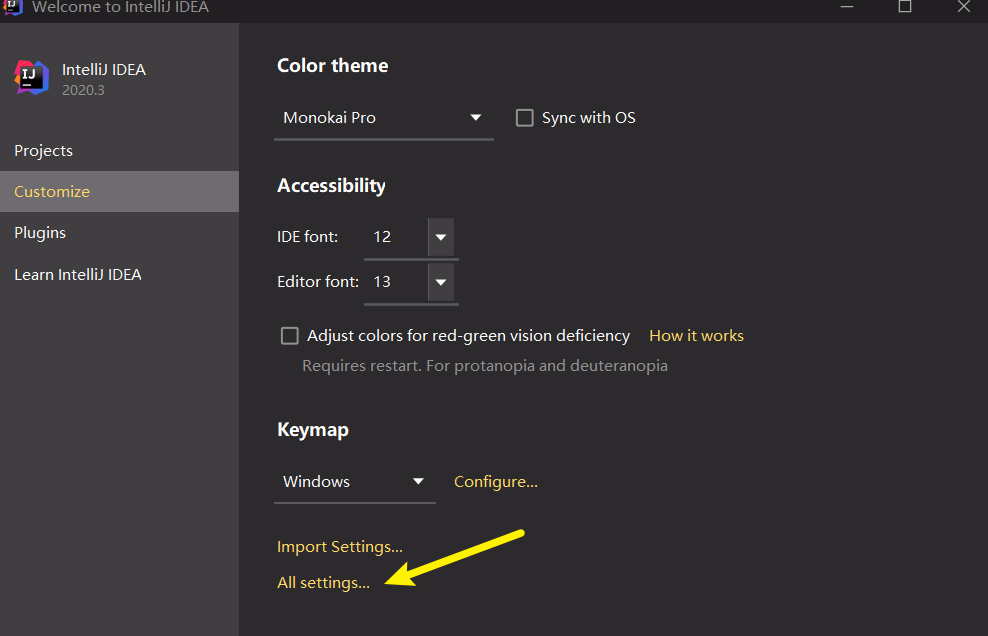 Welcome to IntelliJ IDEA
IJ
IntelliJ IDEA
2020.3
Projects
Customize
Plugins
Learn IntelliJ IDEA
Color theme
Monokai Pro
Sync with OS
Accessibility
IDE font: 12
Editor font: 13
Adjust colors for red-green vision deficiency How it works
Requires restart. For protanopia and deuteranopia
Keymap
Windows Configure...
Import Settings...
All settings...